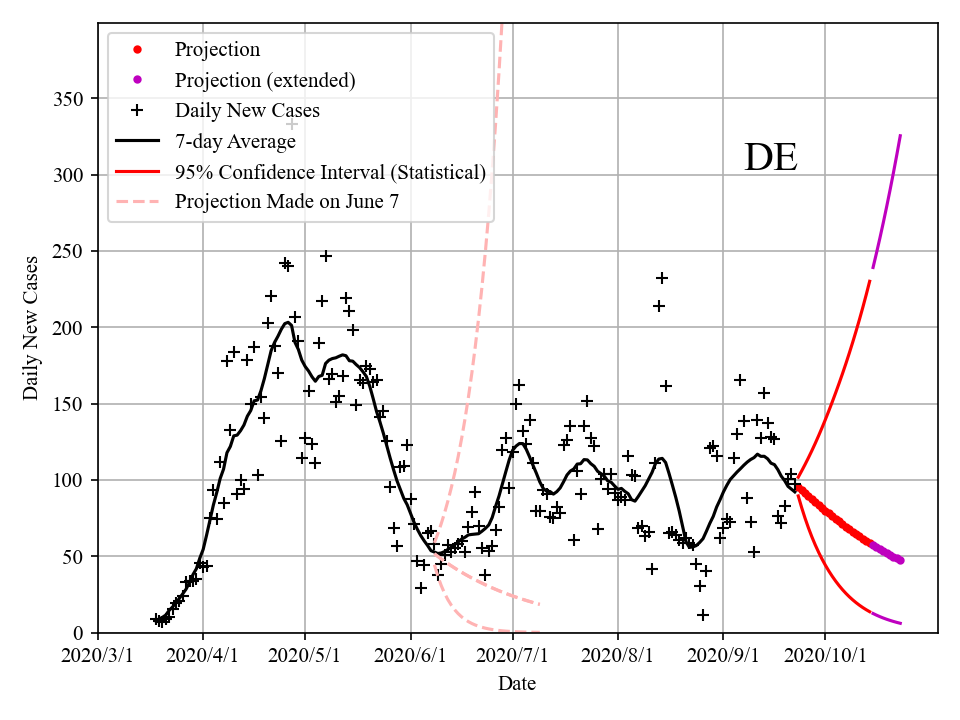 Projection
Projection (extended)
Daily New Cases
7-day Average
95% Confidence Interval (Statistical)
Projection Made on June 7
DE
350
300
250
200
150
100
50
0
Daily New Cases
2020/3/1 2020/4/1 2020/5/1 2020/6/1 2020/7/1 2020/8/1 2020/9/1 2020/10/1
Date